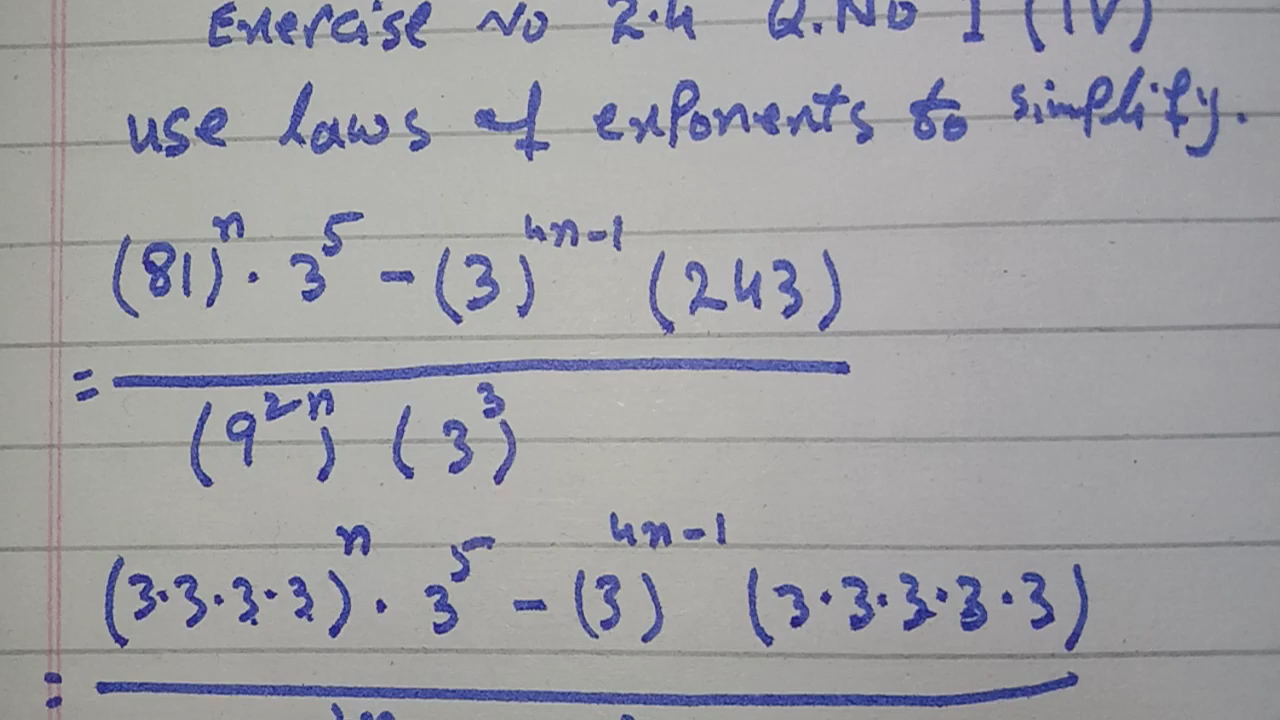 Exercise No 2.4 Q.No 1 (IV)
use laws of exponents to simplify.
(81)^n . 3^5 - (3)^4n-1 (243)
=
(9^2n) (3^3)
(3.3.3.3)^n . 3^5 - (3)^4n-1 (3.3.3.3.3)
=